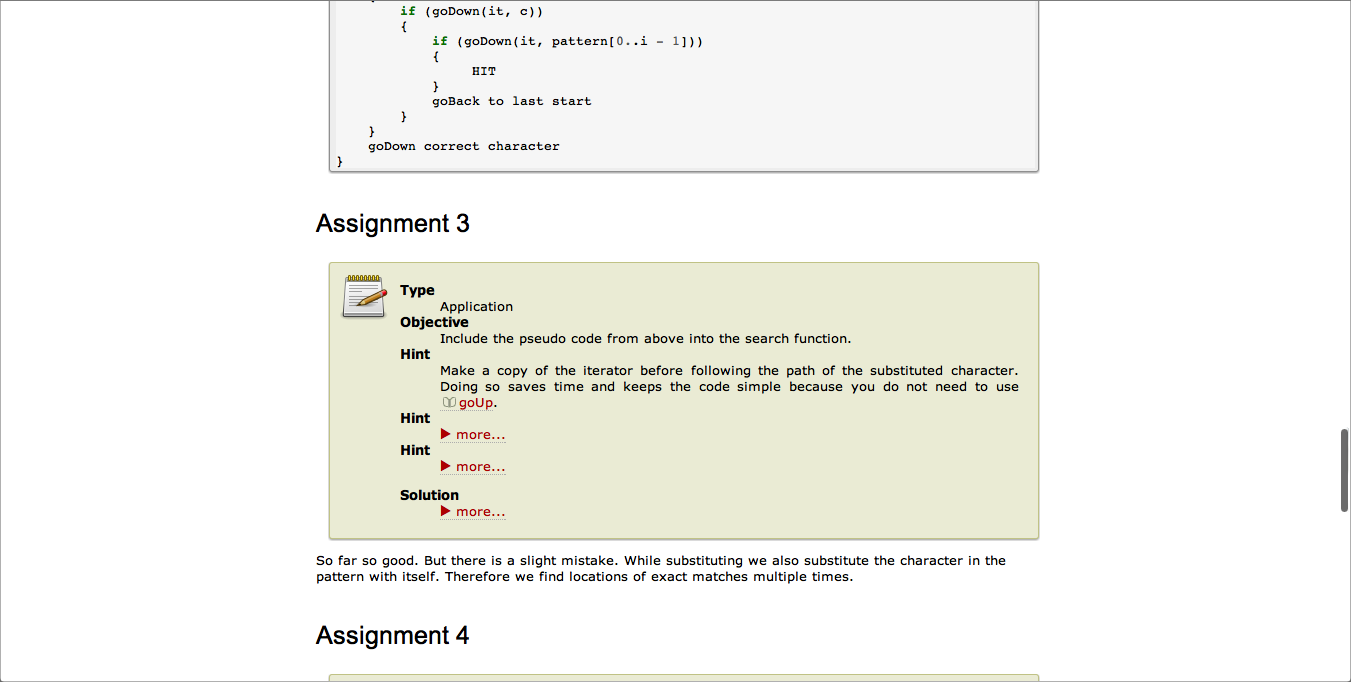 if (goDown(it, c))
{
if (goDown(it, pattern[0..i - 1]))
{
HIT
}
goBack to last start
}
}
goDown correct character
}
Assignment 3
Type
Application
Objective
Include the pseudo code from above into the search function.
Hint
Make a copy of the iterator before following the path of the substituted character.
Doing so saves time and keeps the code simple because you do not need to use
goUp.
Hint
more...
Hint
more...
Solution
more...
So far so good. But there is a slight mistake. While substituting we also substitute the character in the
pattern with itself. Therefore we find locations of exact matches multiple times.
Assignment 4